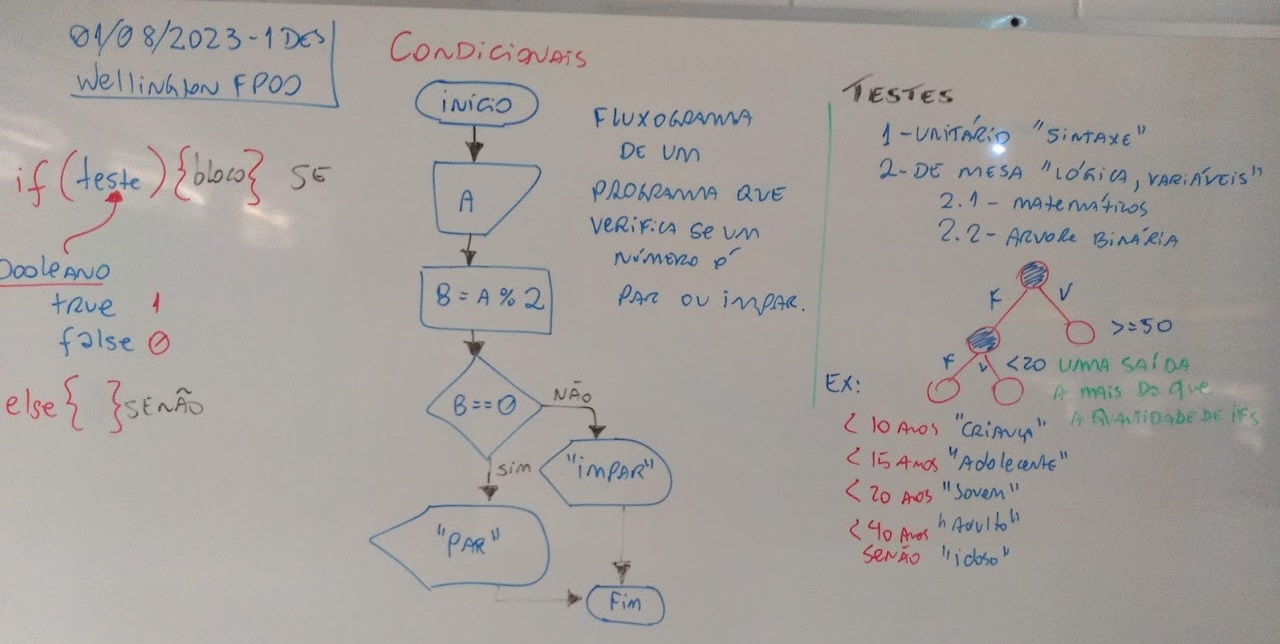 01/08/2023-1DES
Wellington FPOO
if (teste) {bloco} SE
booleANO
true 1
false 0
else { } SENÃO
CONDICIONAIS
INÍCIO
A
B = A % 2
B == 0
NÃO
sim
"IMPAR"
"PAR"
Fim
FLUXOGRAMA
DE UM
PROGRAMA QUE
VERIFICA SE UM
NÚMERO É
PAR OU IMPAR.
TESTES
1-UNITÁRIO "SINTAXE"
2-DE MESA "LÓGICA, VARIÁVEIS"
2.1- MATEMÁTICOS
2.2- ARVORE BINÁRIA
F V
>=50
F V <20
UMA SAÍDA
A MAIS DO QUE
A QUANTIDADE DE IFS
EX:
< 10 ANOS "CRIANÇA"
< 15 ANOS "Adolecente"
< 20 ANOS "Jovem"
< 40 ANOS "Adulto"
SENÃO "idoso"